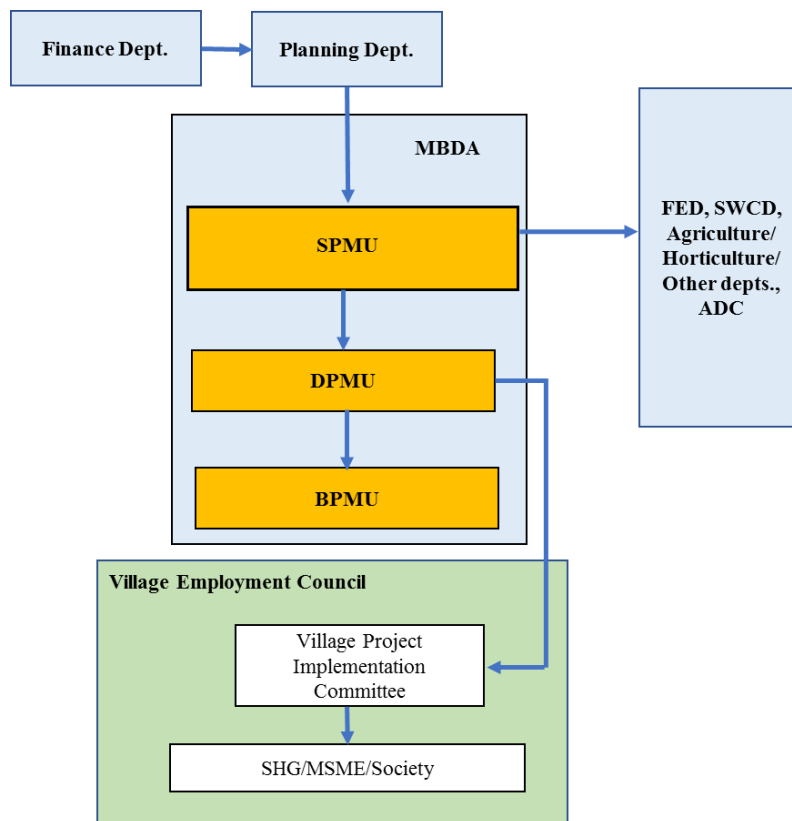 Finance Dept.
Planning Dept.
MBDA
SPMU
FED, SWCD,
Agriculture/
Horticulture/
Other depts.,
ADC
DPMU
BPMU
Village Employment Council
Village Project
Implementation
Committee
SHG/MSME/Society